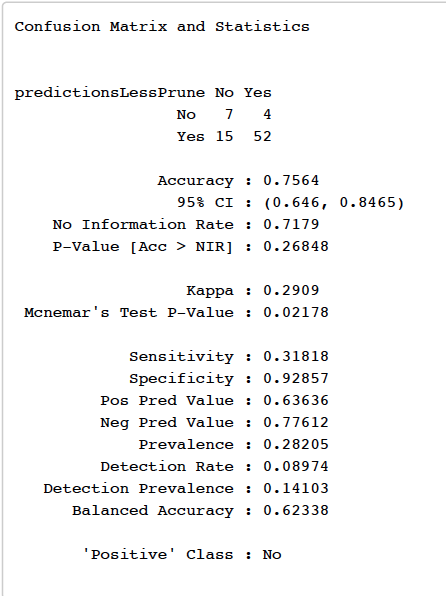 Confusion Matrix and Statistics
predictionsLessPrune No Yes
No 7 4
Yes 15 52
Accuracy : 0.7564
95% CI : (0.646, 0.8465)
No Information Rate : 0.7179
P-Value [Acc > NIR] : 0.26848
Kappa : 0.2909
Mcnemar's Test P-Value : 0.02178
Sensitivity : 0.31818
Specificity : 0.92857
Pos Pred Value : 0.63636
Neg Pred Value : 0.77612
Prevalence : 0.28205
Detection Rate : 0.08974
Detection Prevalence : 0.14103
Balanced Accuracy : 0.62338
'Positive' Class : No